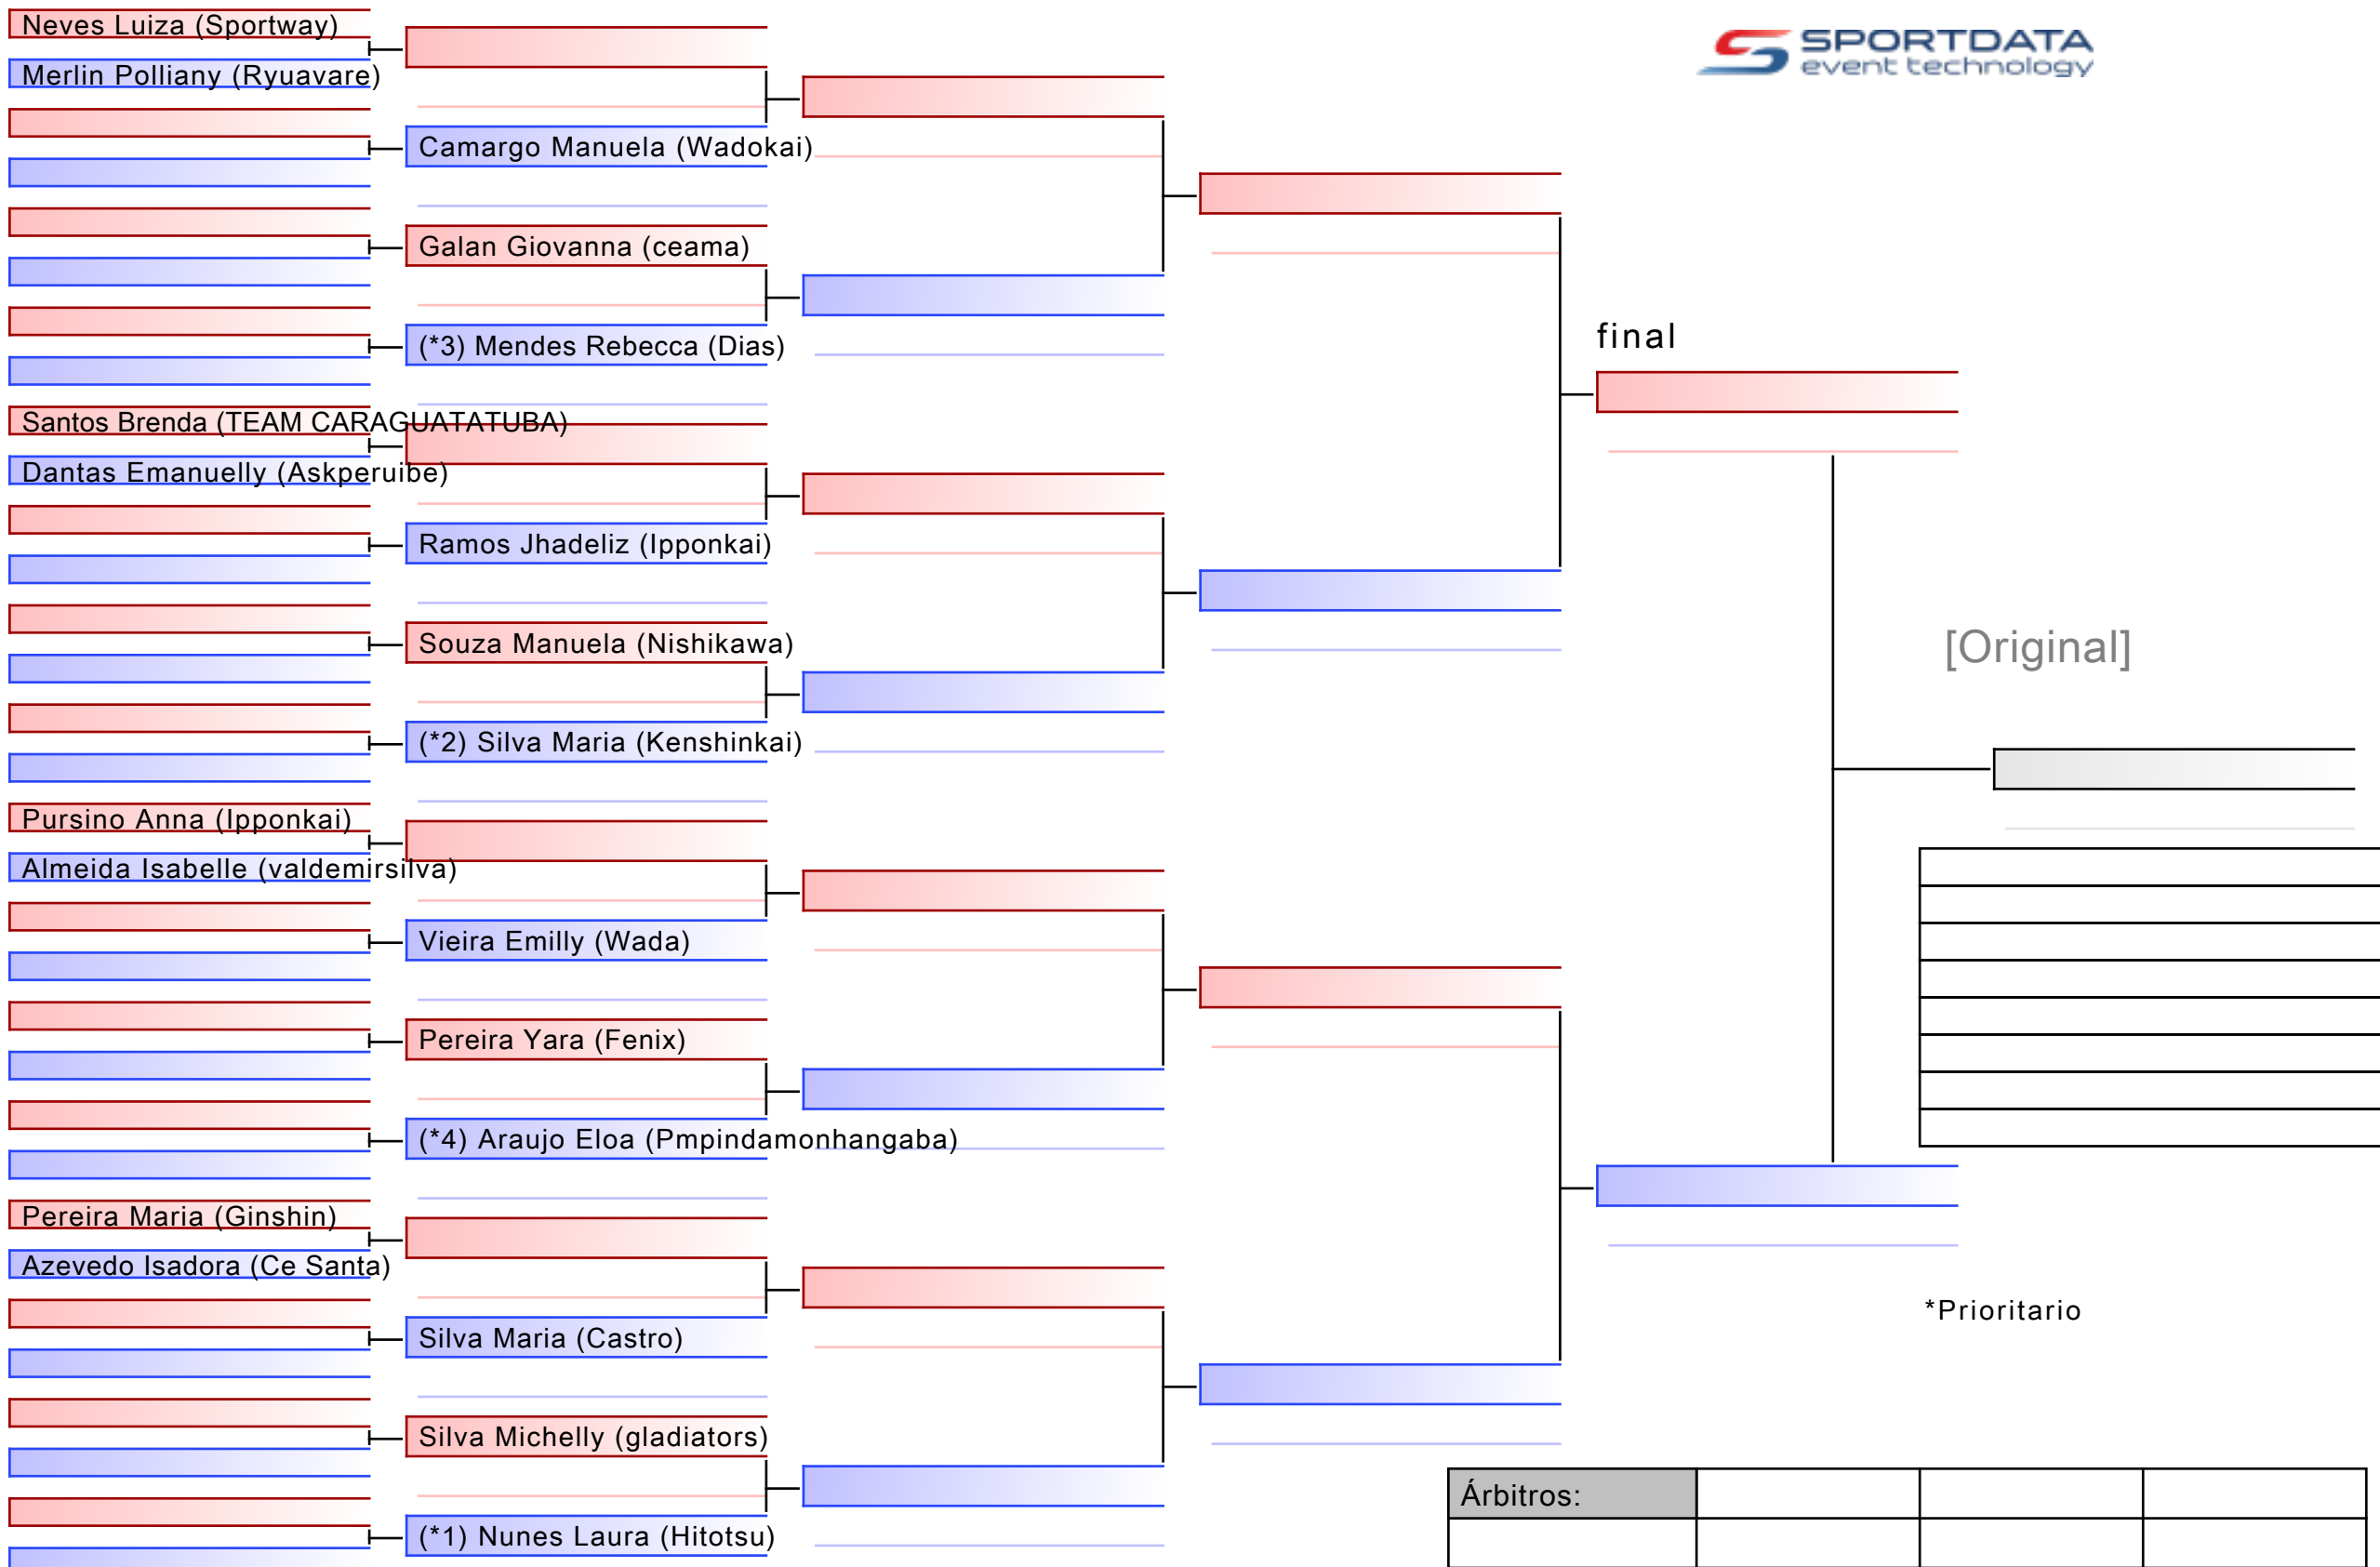 Neves Luiza (Sportway)
Merlin Polliany (Ryuavare)
SPORTDATA
event technology
Camargo Manuela (Wadokai)
Galan Giovanna (ceama)
(*3) Mendes Rebecca (Dias)
final
Santos Brenda (TEAM CARAGUATATUBA)
Dantas Emanuelly (Askperuibe)
Ramos Jhadeliz (Ipponkai)
Souza Manuela (Nishikawa)
[Original]
(*2) Silva Maria (Kenshinkai)
Pursino Anna (Ipponkai)
Almeida Isabelle (valdemirsilva)
Vieira Emilly (Wada)
Pereira Yara (Fenix)
(*4) Araujo Eloa (Pmpindamonhangaba)
Pereira Maria (Ginshin)
Azevedo Isadora (Ce Santa)
*Prioritario
Silva Maria (Castro)
Silva Michelly (gladiators)
Árbitros:
(*1) Nunes Laura (Hitotsu)